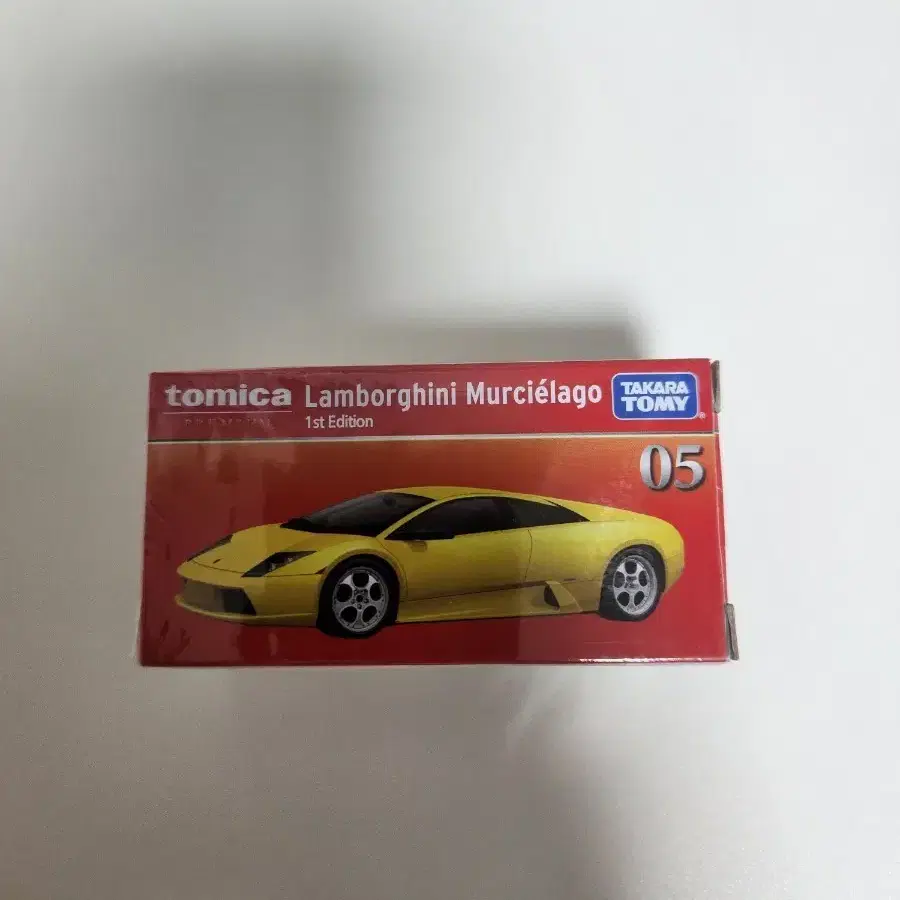 tomica Lamborghini Murciélago
1st Edition
TAKARA
TOMY
05